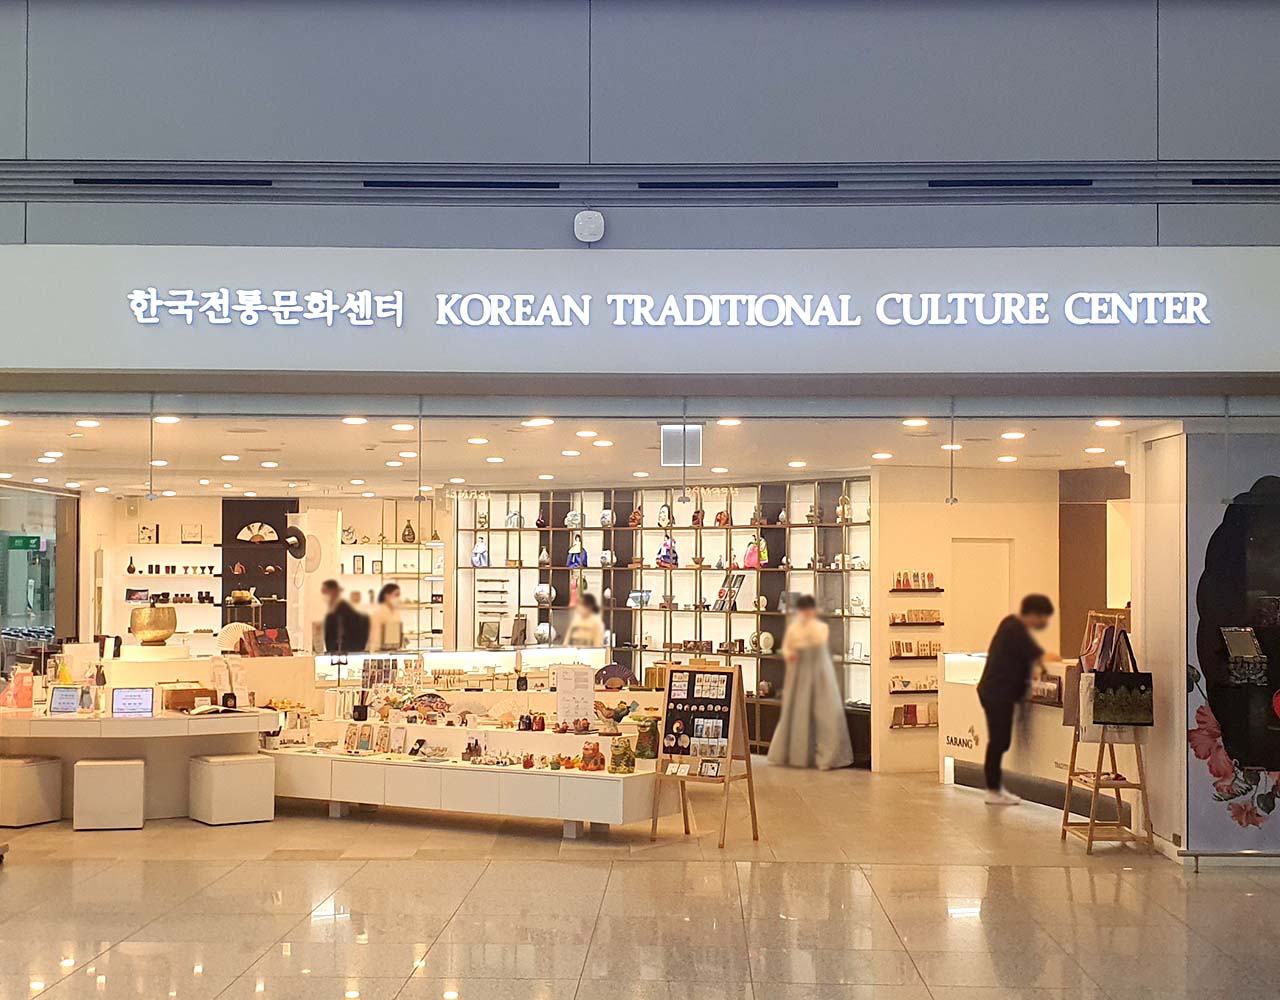 한국전통문화센터 KOREAN TRADITIONAL CULTURE CENTER
SARANG